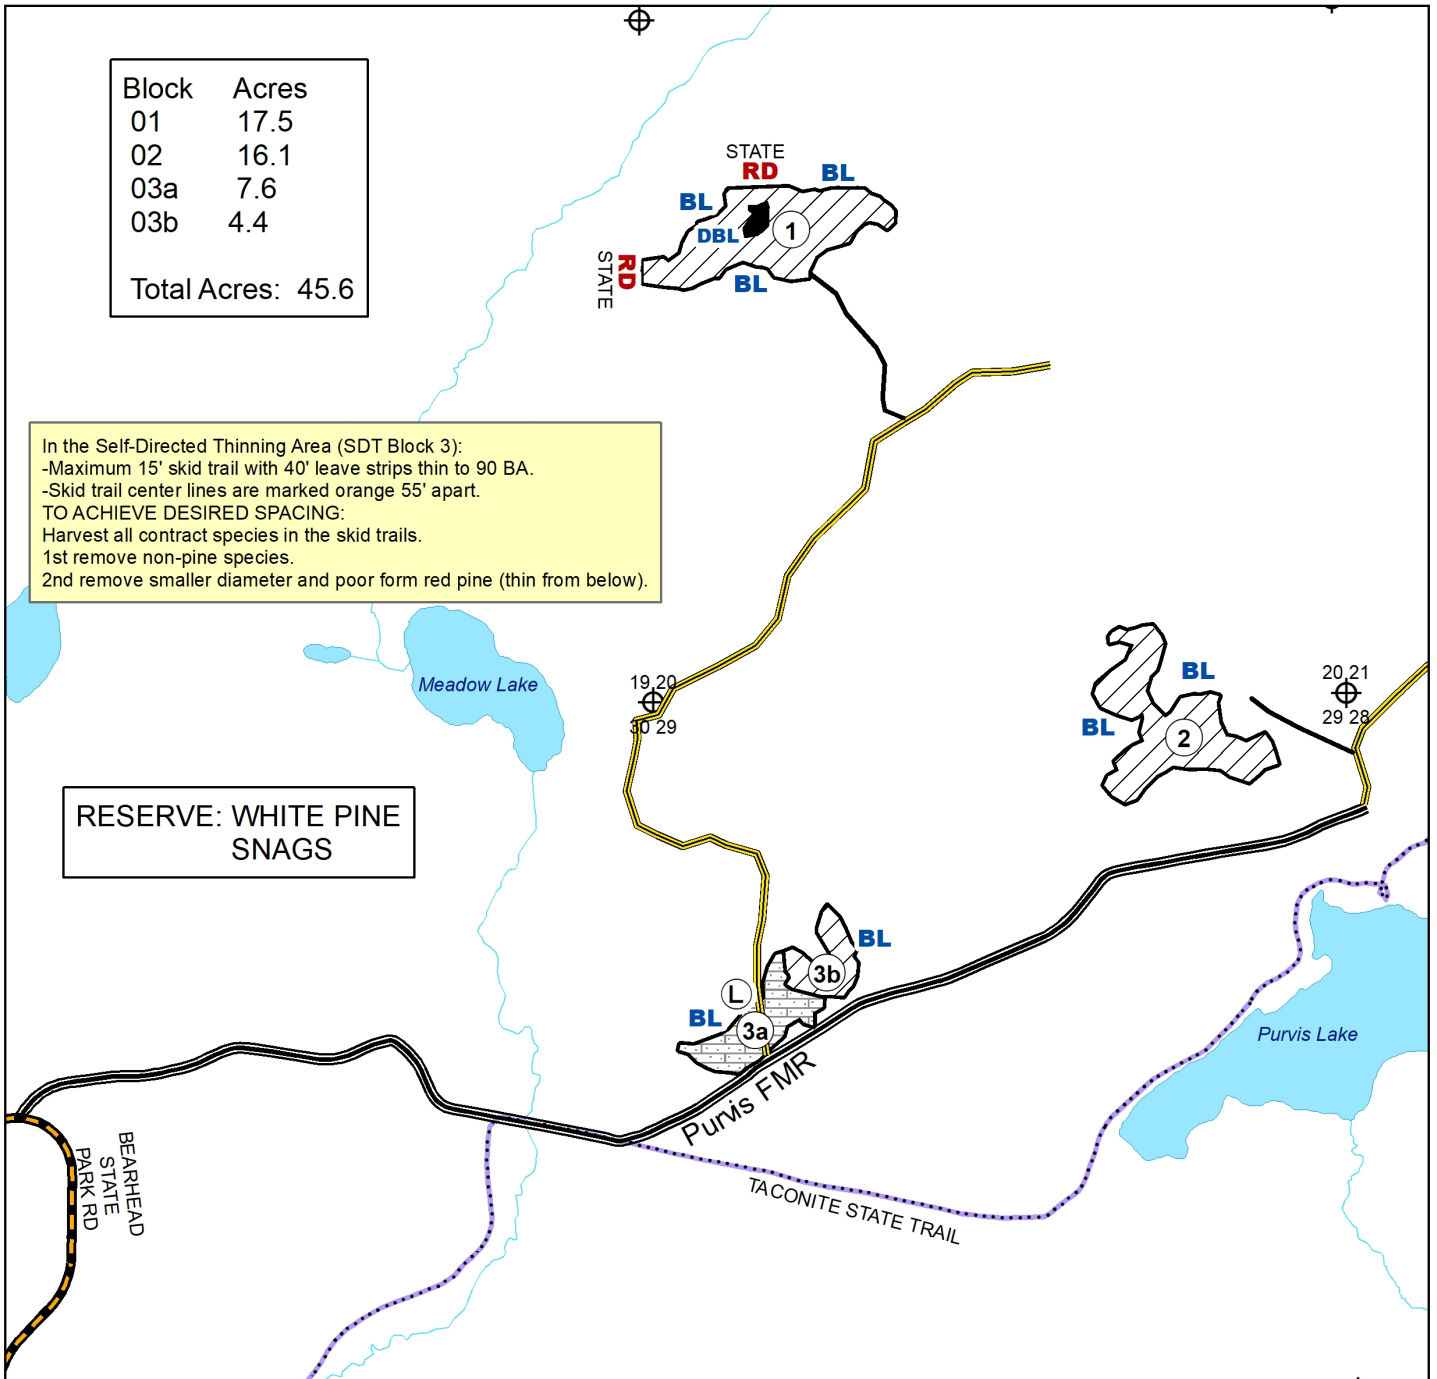 Block Acres
01 17.5
02 16.1
03a 7.6
03b 4.4
Total Acres: 45.6
STATE
RD
BL
BL
DBL
1
RD
STATE
BL
In the Self-Directed Thinning Area (SDT Block 3):
-Maximum 15' skid trail with 40' leave strips thin to 90 BA.
-Skid trail center lines are marked orange 55' apart.
TO ACHIEVE DESIRED SPACING:
Harvest all contract species in the skid trails.
1st remove non-pine species.
2nd remove smaller diameter and poor form red pine (thin from below).
Meadow Lake
19 20
30 29
BL
BL
2
20 21
29 28
RESERVE: WHITE PINE
SNAGS
BL
3b
L
BL
3a
Purvis Lake
Purvis FMR
BEARHEAD
STATE
PARK RD
TACONITE STATE TRAIL